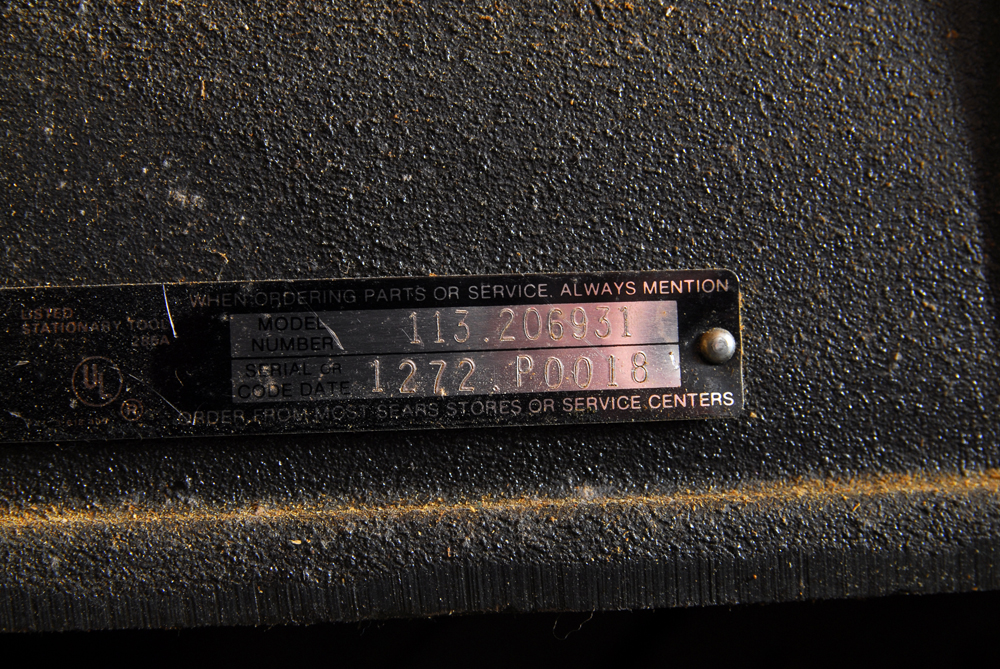 WHEN ORDERING PARTS OR SERVICE, ALWAYS MENTION
LISTED
STATIONARY TOOL
MODEL
NUMBER
113.206931
SERIAL OR
CODE DATE
1272.P0018
UL
®
ORDER FROM MOST SEARS STORES OR SERVICE CENTERS